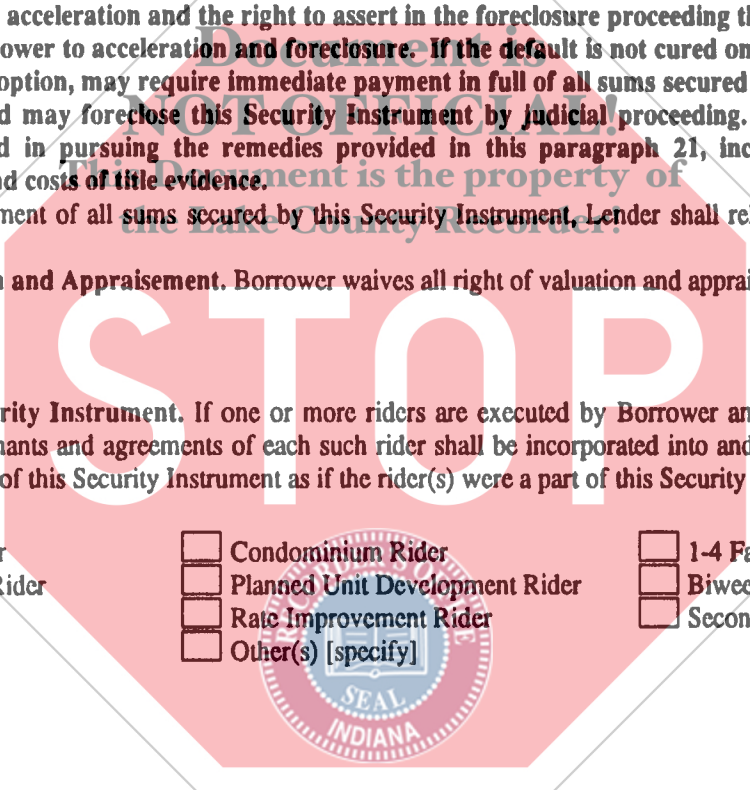 acceleration and the right to assert in the foreclosure proceeding th
ower to acceleration and foreclosure. If the default is not cured on
Document is
option, may require immediate payment in full of all sums secured
d may foreclose this Security Instrument by judicial proceeding.
NOT OFFICIAL!
d in pursuing the remedies provided in this paragraph 21, inc
This Document is the property of
nd costs of title evidence.
ment of all sums secured by this Security Instrument, Lender shall rel
the Lake County Recorder!
n and Appraisement. Borrower waives all right of valuation and apprai
STOP
rity Instrument. If one or more riders are executed by Borrower an
nants and agreements of each such rider shall be incorporated into and
of this Security Instrument as if the rider(s) were a part of this Security
r Condominium Rider 1-4 Fa
Rider Planned Unit Development Rider Biwee
Rate Improvement Rider Secon
Other(s) [specify]
RECORDER'S OFFICE
SEAL
INDIANA